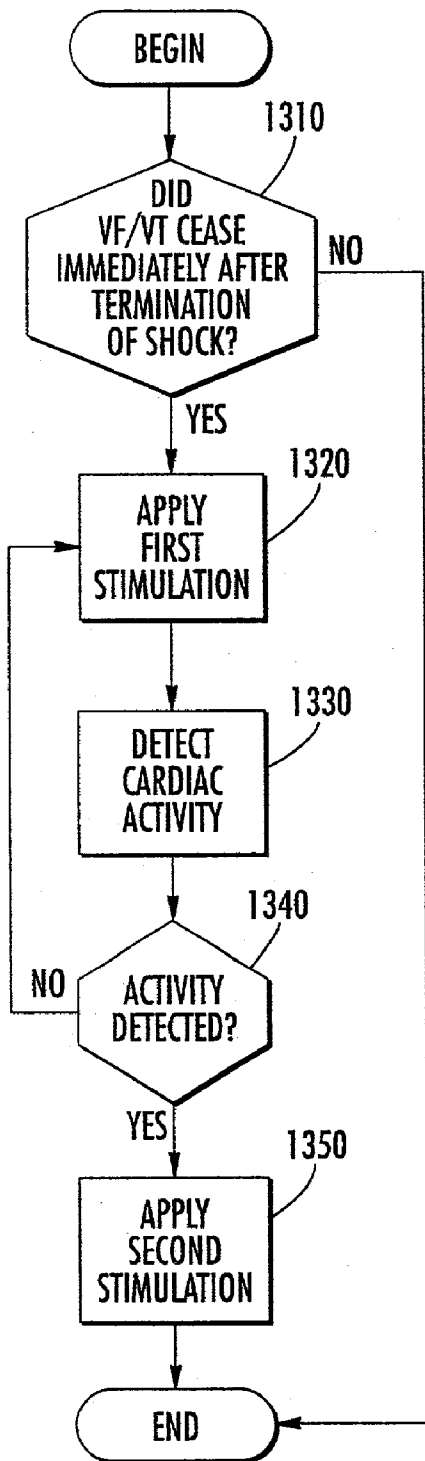 BEGIN
1310
DID
VF/VT CEASE
IMMEDIATELY AFTER
TERMINATION
OF SHOCK?
NO
YES
1320
APPLY
FIRST
STIMULATION
1330
DETECT
CARDIAC
ACTIVITY
1340
NO
ACTIVITY
DETECTED?
YES
1350
APPLY
SECOND
STIMULATION
END